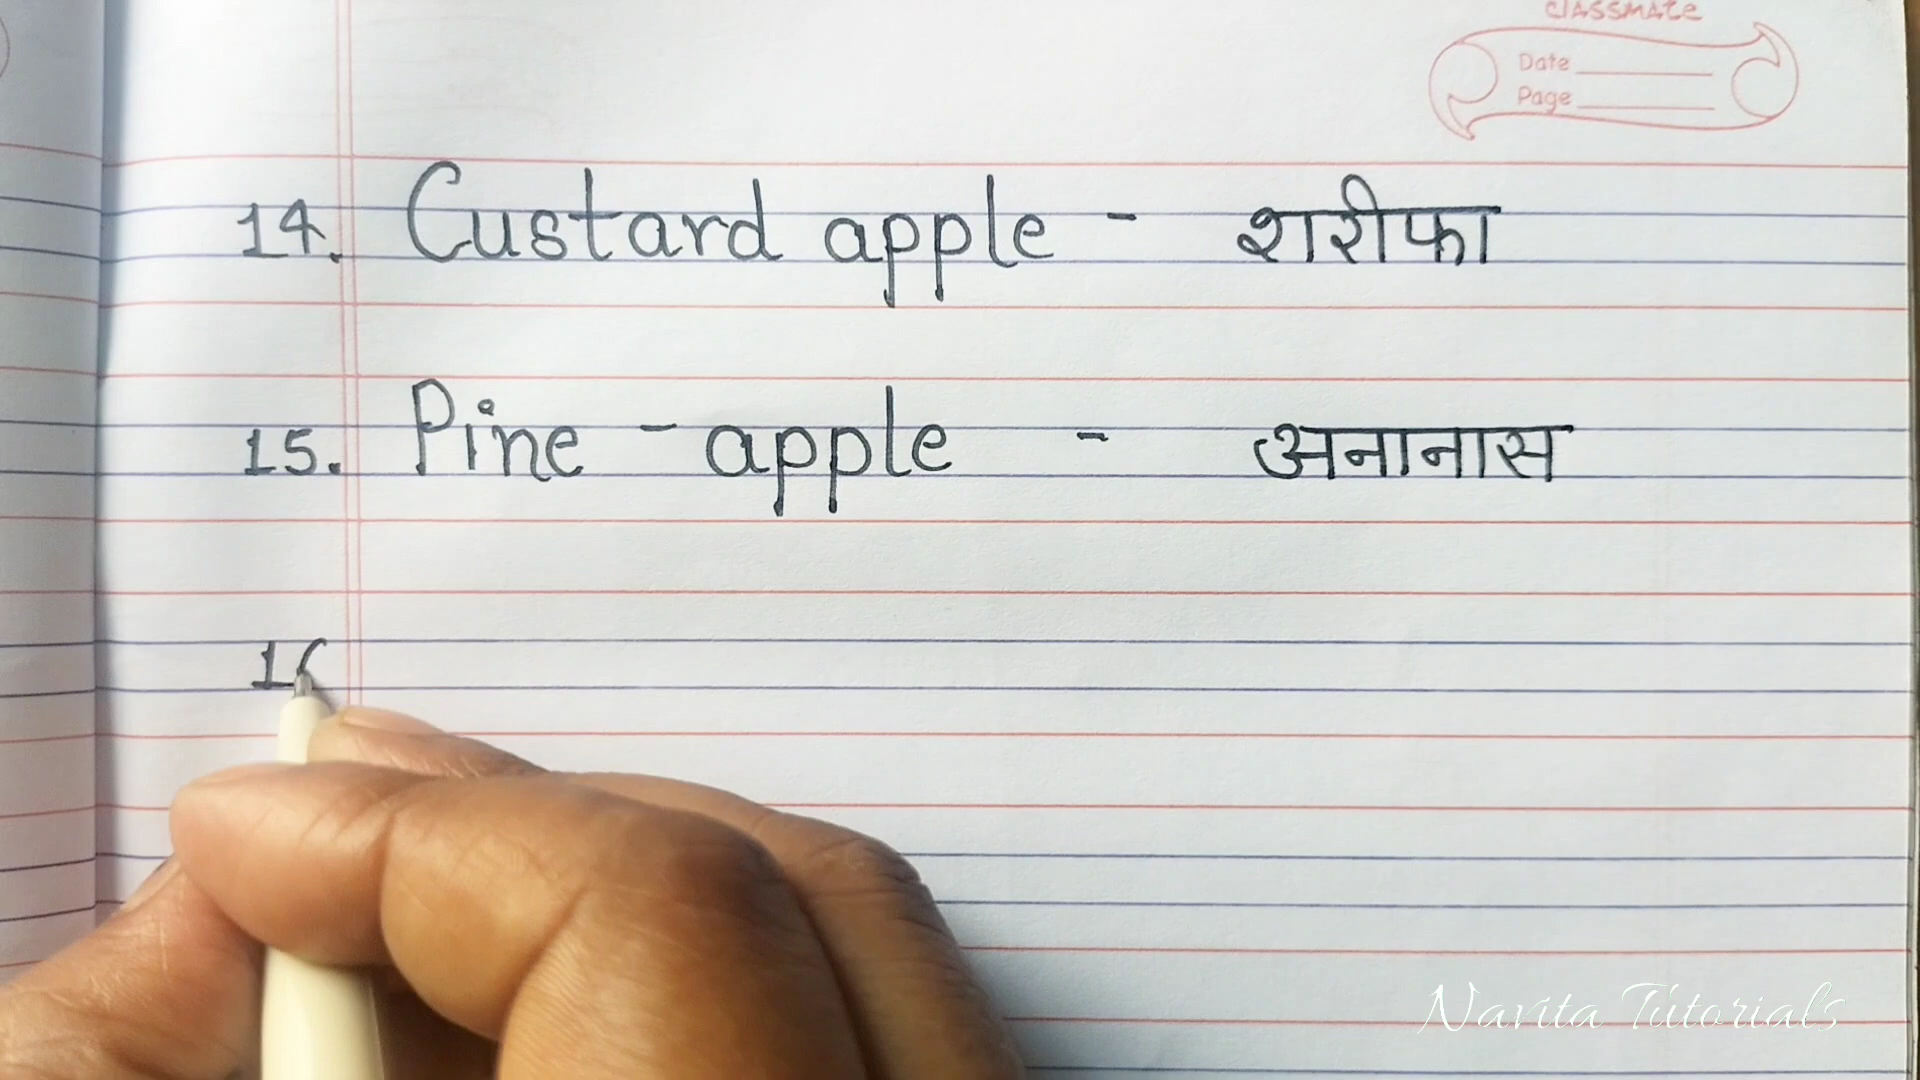 classmate
Date
Page
14. Custard apple - शरीफा
15. Pine - apple - अनानास
16
Navita Tutorials